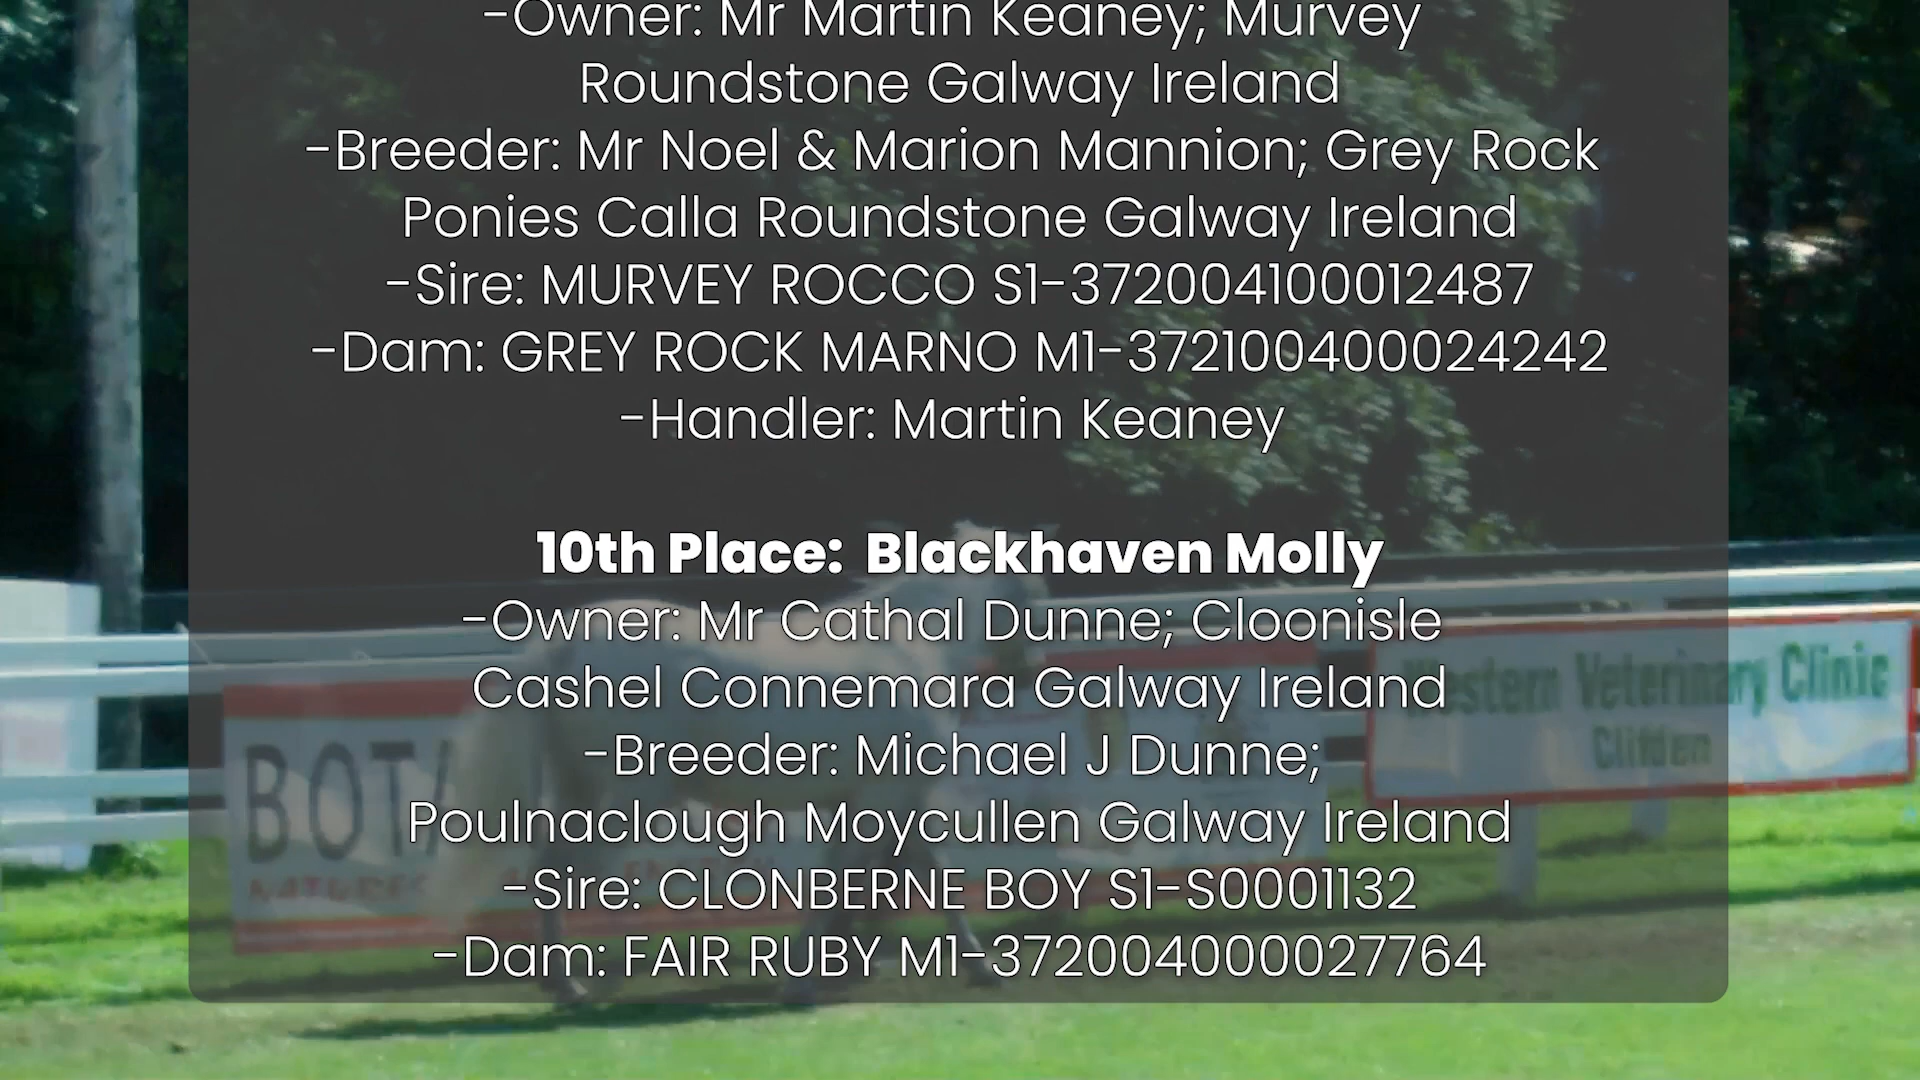 -Owner: Mr Martin Keaney; Murvey
Roundstone Galway Ireland
-Breeder: Mr Noel & Marion Mannion; Grey Rock
Ponies Calla Roundstone Galway Ireland
-Sire: MURVEY ROCCO S1-372004100012487
-Dam: GREY ROCK MARNO M1-372100400024242
-Handler: Martin Keaney
10th Place: Blackhaven Molly
-Owner: Mr Cathal Dunne; Cloonisle
Cashel Connemara Galway Ireland
-Breeder: Michael J Dunne;
Poulnaclough Moycullen Galway Ireland
-Sire: CLONBERNE BOY S1-S0001132
-Dam: FAIR RUBY M1-372004000027764
Western Veterinary Clinic
Clifden